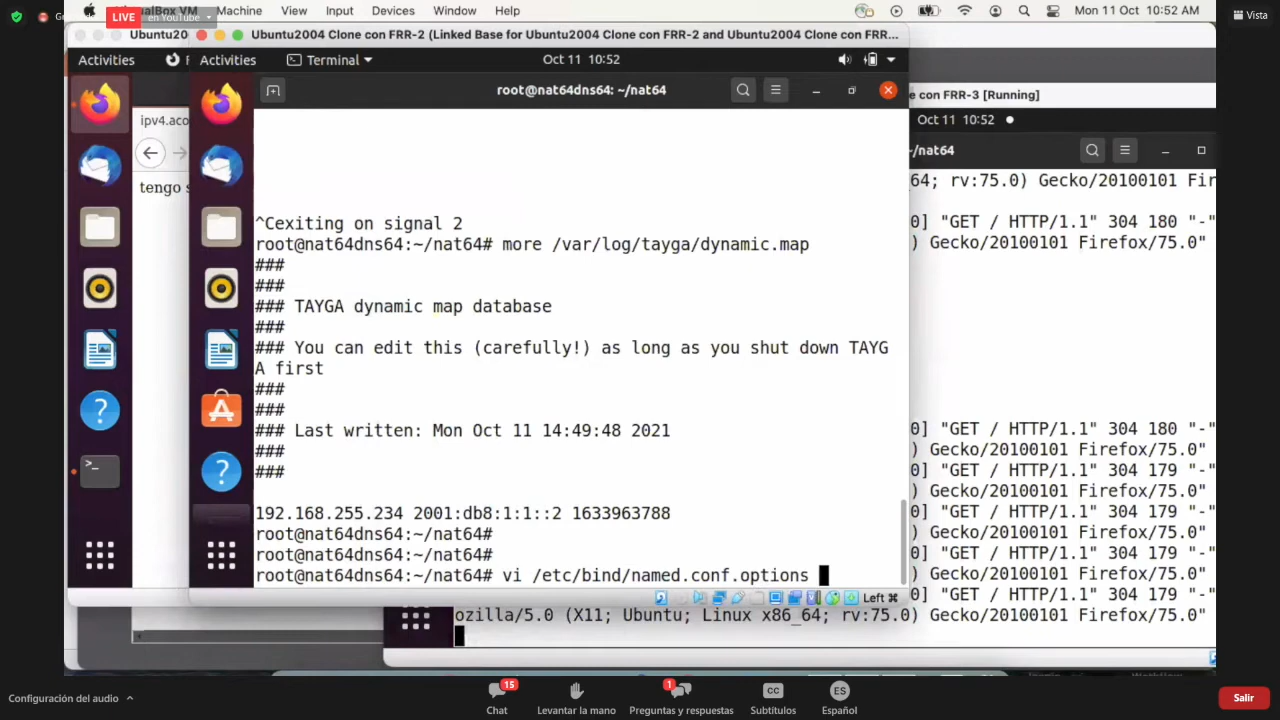 VirtualBox VM Machine View Input Devices Window Help Mon 11 Oct 10:52 AM
LIVE en YouTube
Vista
Ubuntu20
Ubuntu2004 Clone con FRR-2 (Linked Base for Ubuntu2004 Clone con FRR-2 and Ubuntu2004 Clone con FRR...
Activities
Activities Terminal Oct 11 10:52
root@nat64dns64: ~/nat64
e con FRR-3 [Running]
Oct 11 10:52
/nat64
ipv4.aco
tengo s
^Cexiting on signal 2
root@nat64dns64:~/nat64# more /var/log/tayga/dynamic.map
###
###
### TAYGA dynamic map database
###
### You can edit this (carefully!) as long as you shut down TAYG
A first
###
###
### Last written: Mon Oct 11 14:49:48 2021
###
###
192.168.255.234 2001:db8:1:1::2 1633963788
root@nat64dns64:~/nat64#
root@nat64dns64:~/nat64#
root@nat64dns64:~/nat64# vi /etc/bind/named.conf.options
Left ⌘
64; rv:75.0) Gecko/20100101 Fir
0] "GET / HTTP/1.1" 304 180 "-"
) Gecko/20100101 Firefox/75.0"
0] "GET / HTTP/1.1" 304 180 "-"
) Gecko/20100101 Firefox/75.0"
0] "GET / HTTP/1.1" 304 179 "-"
) Gecko/20100101 Firefox/75.0"
0] "GET / HTTP/1.1" 304 179 "-"
) Gecko/20100101 Firefox/75.0"
0] "GET / HTTP/1.1" 304 179 "-"
) Gecko/20100101 Firefox/75.0"
0] "GET / HTTP/1.1" 304 179 "-"
ozilla/5.0 (X11; Ubuntu; Linux x86_64; rv:75.0) Gecko/20100101 Firefox/75.0"
Configuración del audio
15
Chat
Levantar la mano
1
Preguntas y respuestas
CC
Subtítulos
ES
Español
Salir